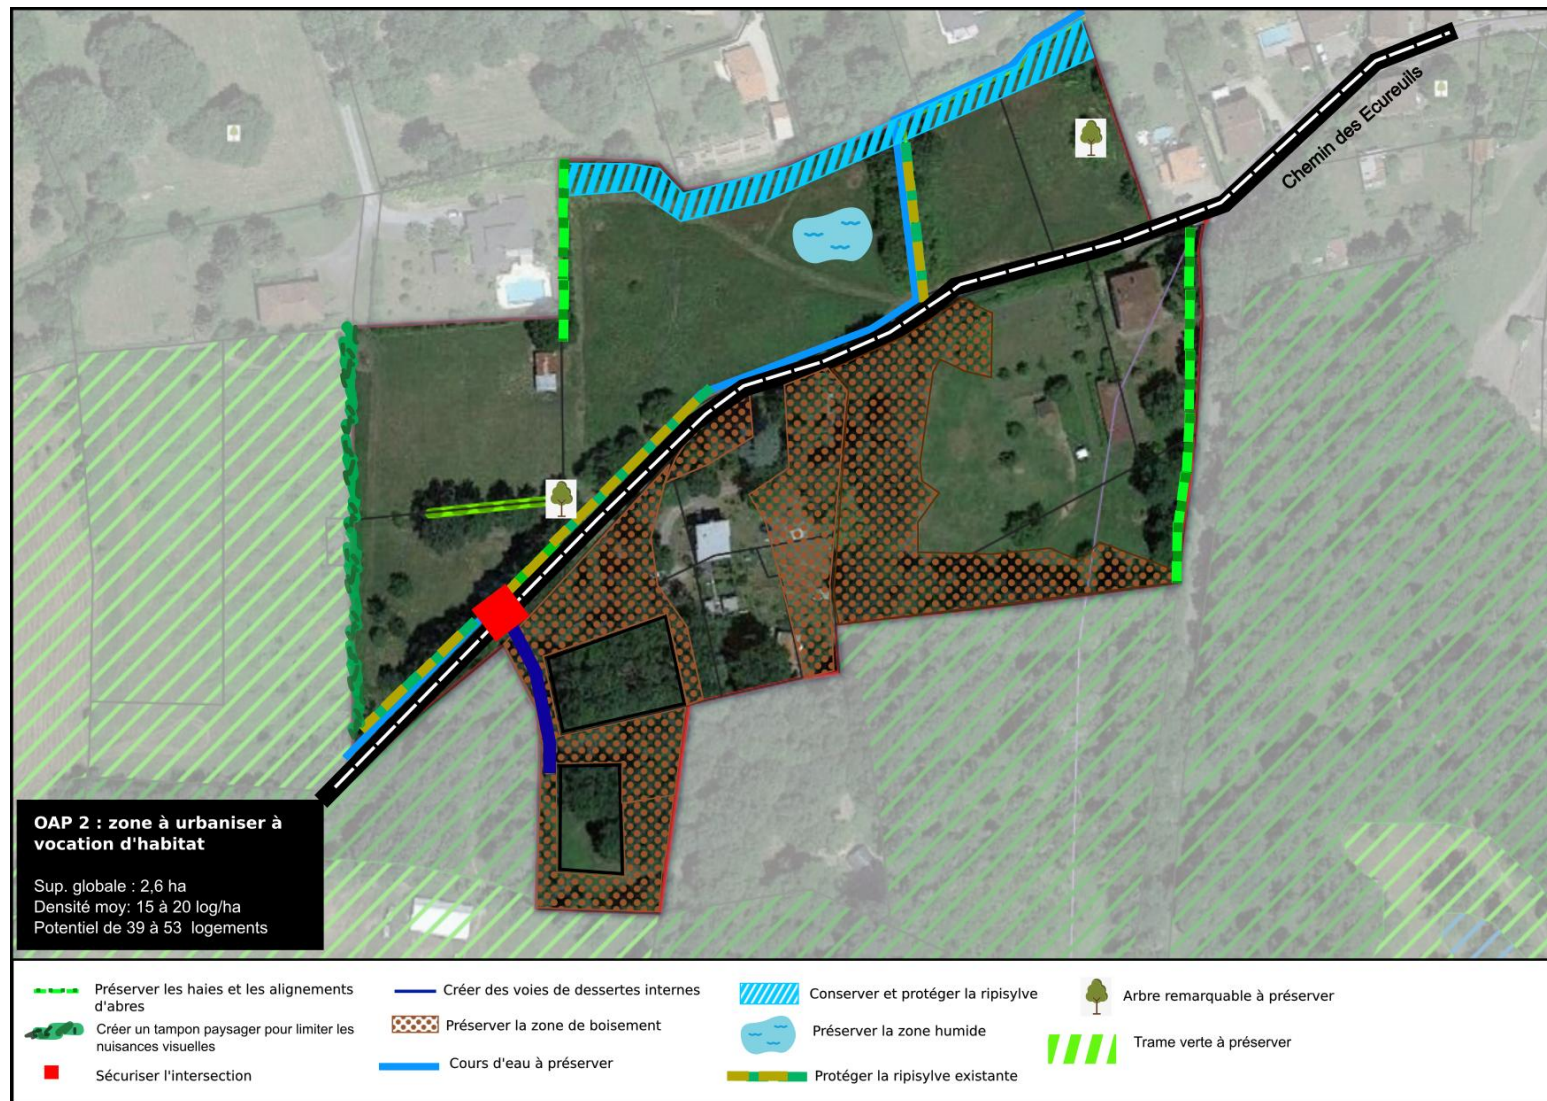 Chemin des Ecureuils
OAP 2 : zone à urbaniser à
vocation d'habitat
Sup. globale : 2,6 ha
Densité moy: 15 à 20 log/ha
Potentiel de 39 à 53 logements
Préserver les haies et les alignements
d'abres
Créer un tampon paysager pour limiter les
nuisances visuelles
Sécuriser l'intersection
Créer des voies de dessertes internes
Préserver la zone de boisement
Cours d'eau à préserver
Conserver et protéger la ripisylve
Préserver la zone humide
Protéger la ripisylve existante
Arbre remarquable à préserver
Trame verte à préserver